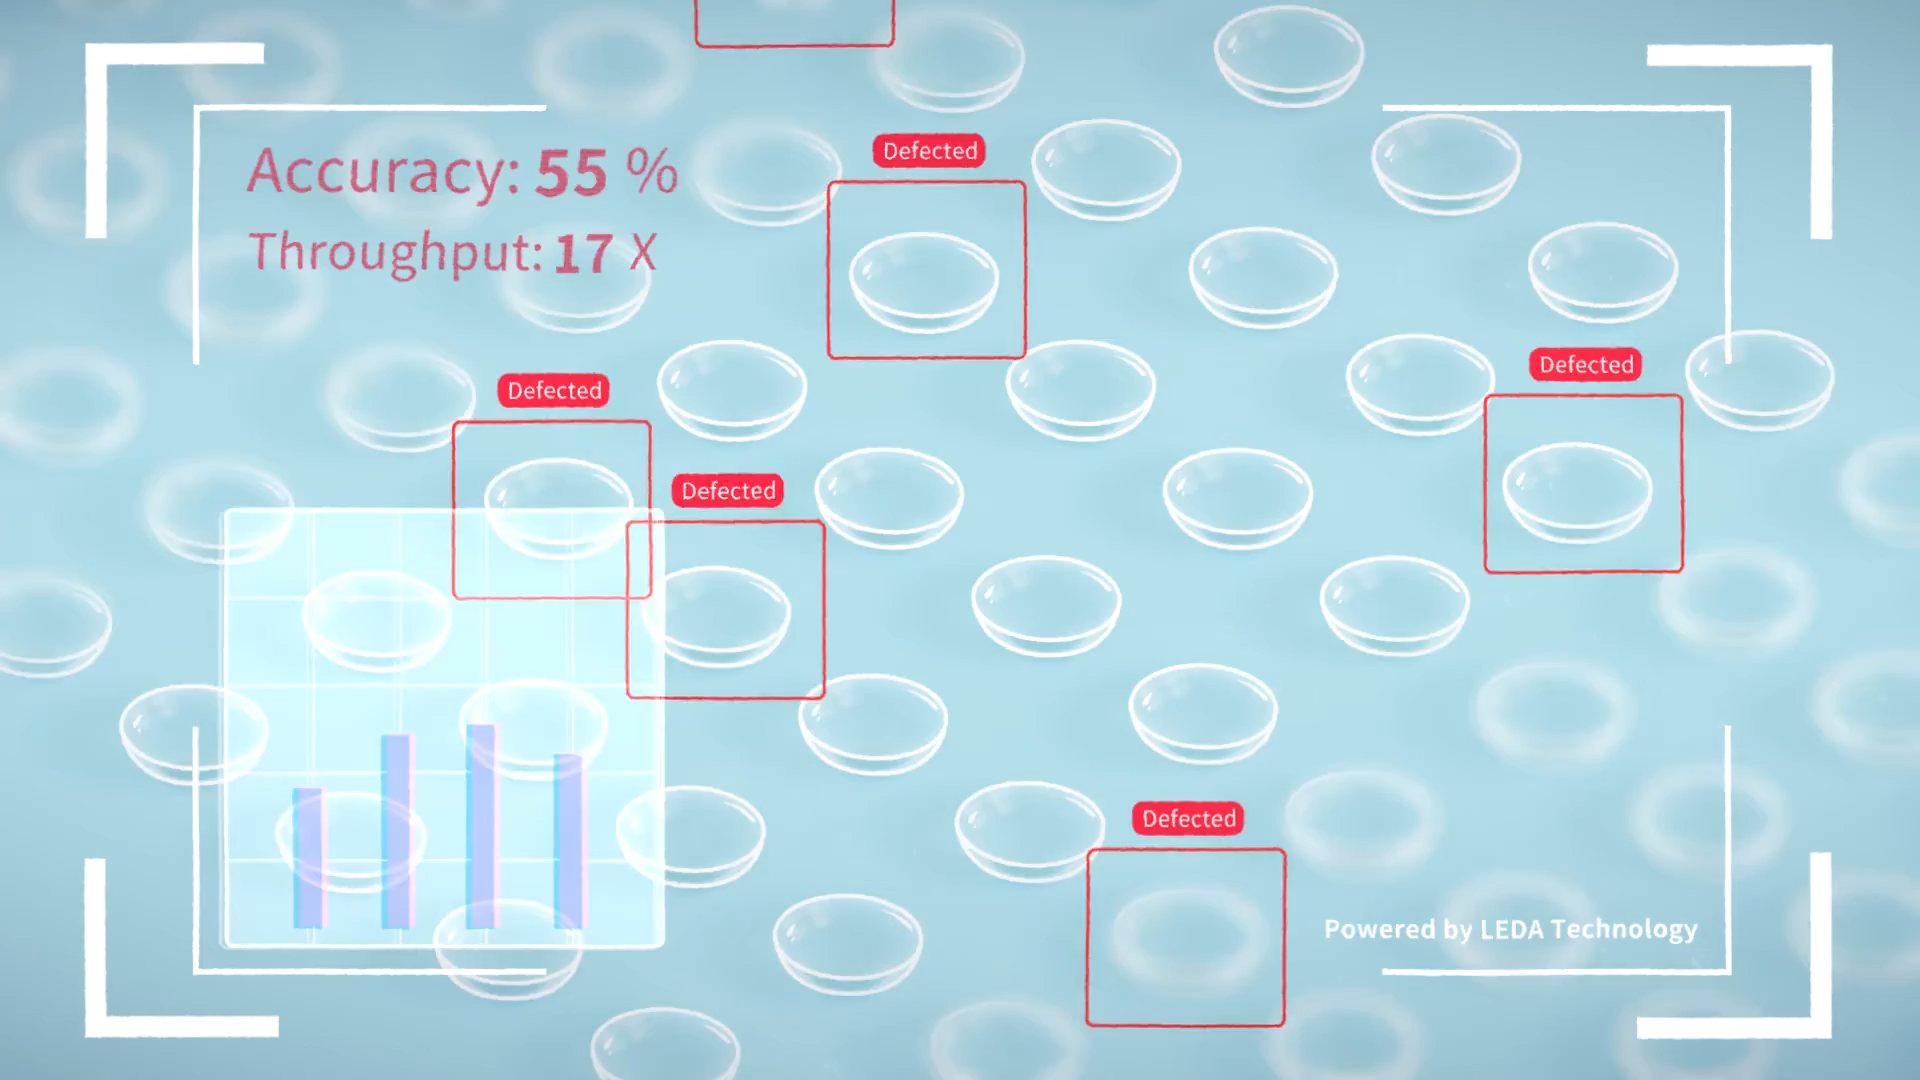 Accuracy: 55 %
Throughput: 17 X
Defected
Defected
Defected
Defected
Defected
Powered by LEDA Technology